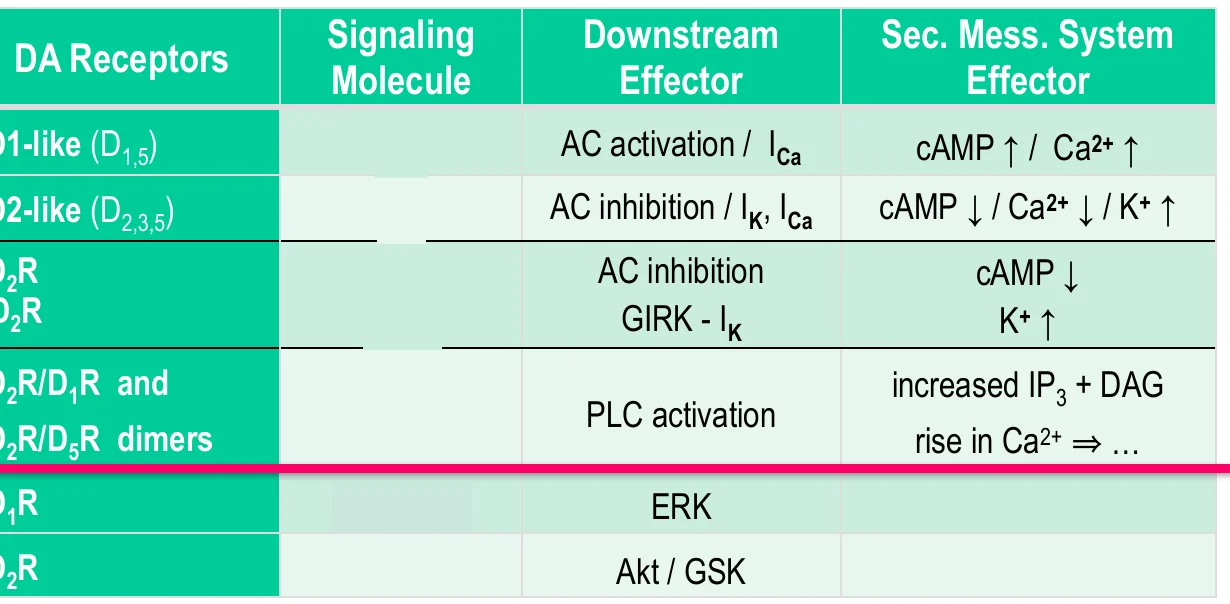 DA Receptors
Signaling
Molecule
Downstream
Effector
Sec. Mess. System
Effector
D1-like (D1,5)
AC activation / ICa
cAMP ↑ / Ca2+ ↑
D2-like (D2,3,5)
AC inhibition / IK, ICa
cAMP ↓ / Ca2+ ↓ / K+ ↑
D2R
AC inhibition
cAMP ↓
D2R
GIRK - IK
K+ ↑
D2R/D1R and
D2R/D5R dimers
PLC activation
increased IP3 + DAG
rise in Ca2+ ⇒ …
D1R
ERK
D2R
Akt / GSK